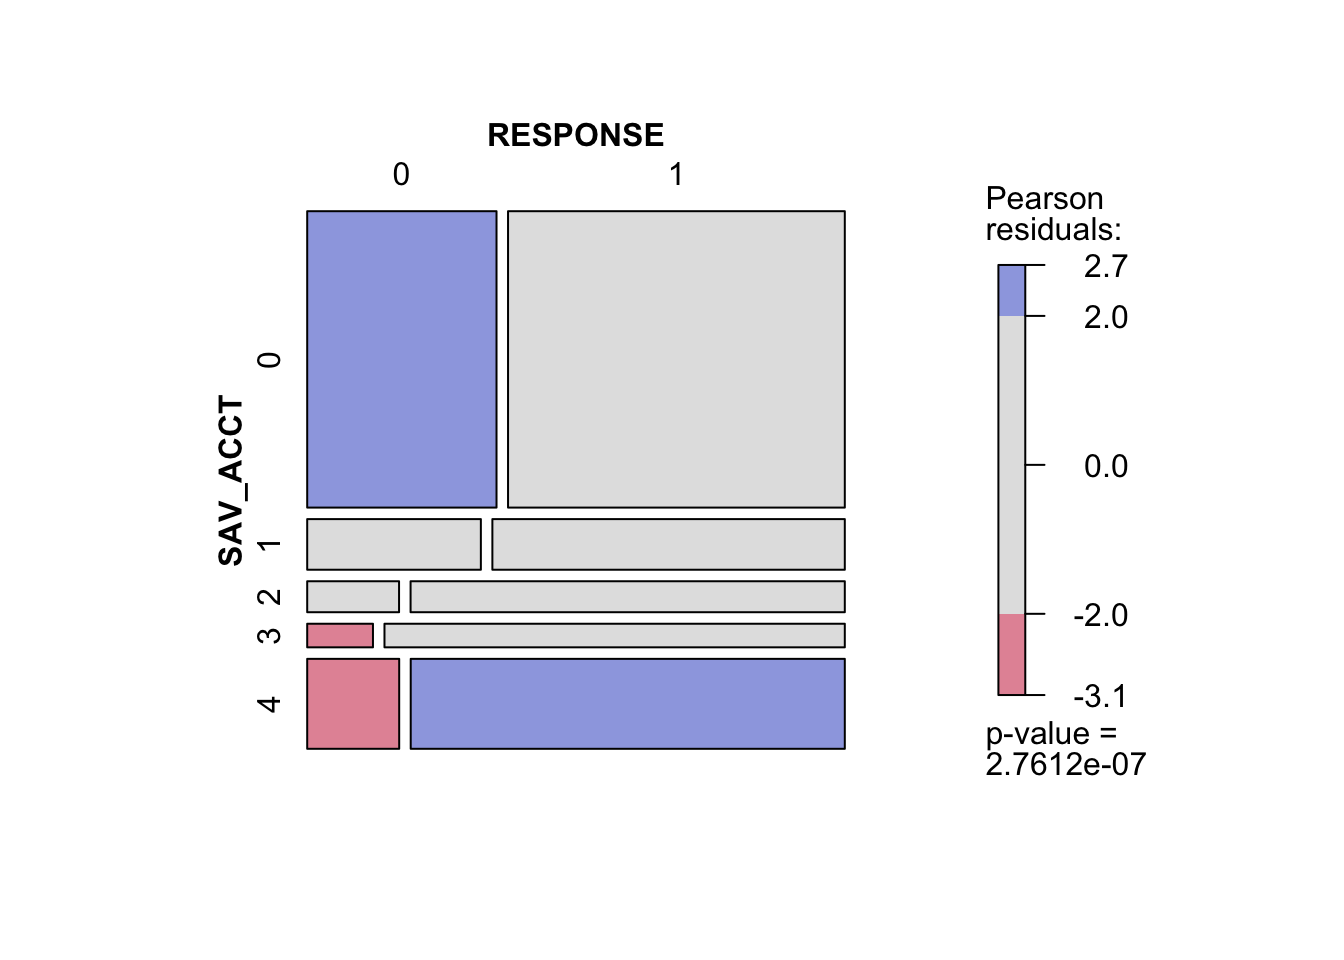 RESPONSE
0 1
SAV_ACCT
0
1
2
3
4
Pearson
residuals:
2.7
2.0
0.0
-2.0
-3.1
p-value =
2.7612e-07